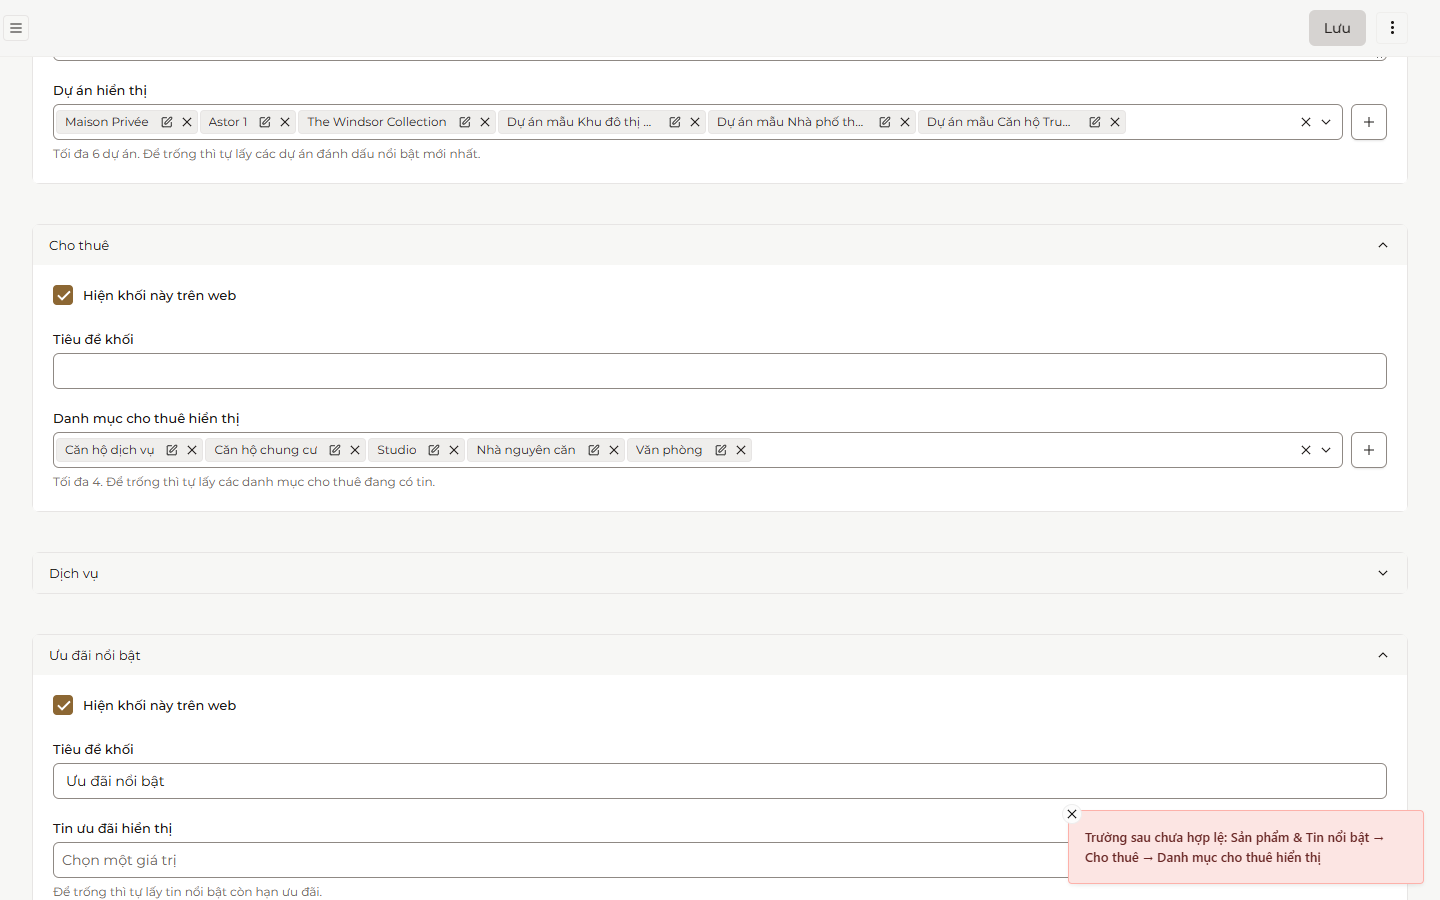 Lưu
Dự án hiển thị
Maison Privée
Astor 1
The Windsor Collection
Dự án mẫu Khu đô thị ...
Dự án mẫu Nhà phố th...
Dự án mẫu Căn hộ Tru...
Tối đa 6 dự án. Để trống thì tự lấy các dự án đánh dấu nổi bật mới nhất.
Cho thuê
Hiện khối này trên web
Tiêu đề khối
Danh mục cho thuê hiển thị
Căn hộ dịch vụ
Căn hộ chung cư
Studio
Nhà nguyên căn
Văn phòng
Tối đa 4. Để trống thì tự lấy các danh mục cho thuê đang có tin.
Dịch vụ
Ưu đãi nổi bật
Hiện khối này trên web
Tiêu đề khối
Ưu đãi nổi bật
Tin ưu đãi hiển thị
Chọn một giá trị
Để trống thì tự lấy tin nổi bật còn hạn ưu đãi.
Trường sau chưa hợp lệ: Sản phẩm & Tin nổi bật →
Cho thuê → Danh mục cho thuê hiển thị